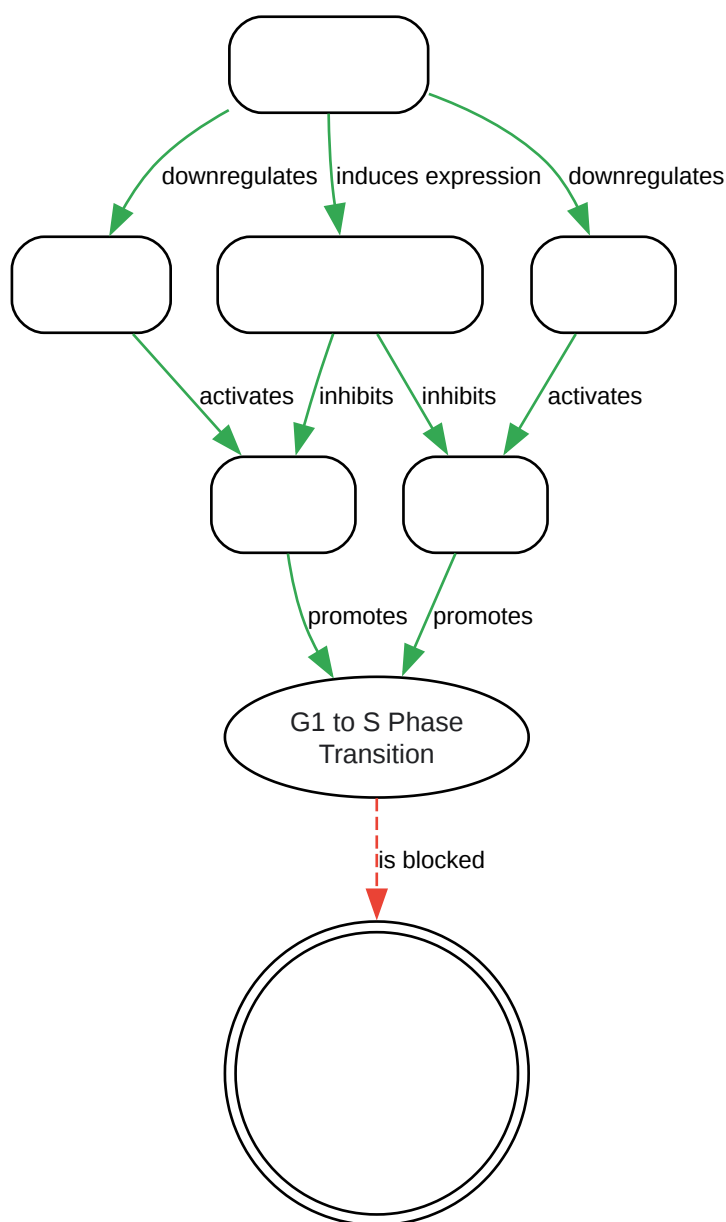 downregulates
induces expression
downregulates
activates
inhibits
inhibits
activates
promotes
promotes
G1 to S Phase
Transition
is blocked